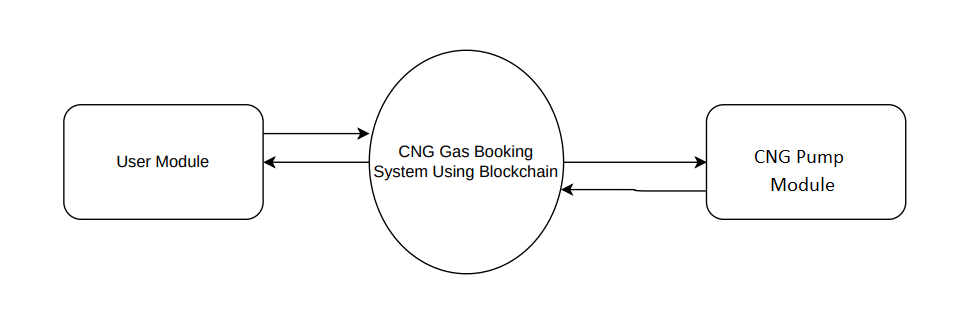 User Module
CNG Gas Booking
System Using Blockchain
CNG Pump
Module